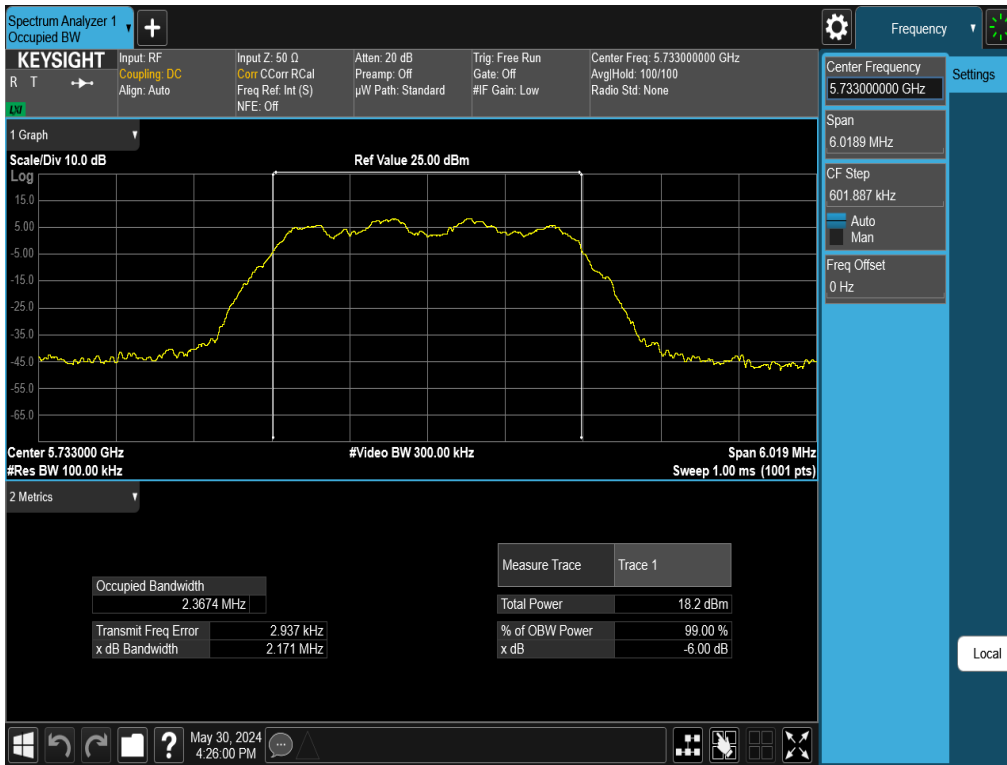 Spectrum Analyzer 1
Occupied BW
+
Frequency
KEYSIGHT
R T
LXI
Input: RF
Coupling: DC
Align: Auto
Input Z: 50 Ω
Corr CCorr RCal
Freq Ref: Int (S)
NFE: Off
Atten: 20 dB
Preamp: Off
µW Path: Standard
Trig: Free Run
Gate: Off
#IF Gain: Low
Center Freq: 5.733000000 GHz
Avg|Hold: 100/100
Radio Std: None
Center Frequency
5.733000000 GHz
Settings
Span
6.0189 MHz
CF Step
601.887 kHz
Auto
Man
Freq Offset
0 Hz
Local
1 Graph
Scale/Div 10.0 dB
Ref Value 25.00 dBm
Log
15.0
5.00
-5.00
-15.0
-25.0
-35.0
-45.0
-55.0
-65.0
Center 5.733000 GHz
#Video BW 300.00 kHz
Span 6.019 MHz
#Res BW 100.00 kHz
Sweep 1.00 ms (1001 pts)
2 Metrics
Measure Trace Trace 1
Occupied Bandwidth
2.3674 MHz
Total Power 18.2 dBm
Transmit Freq Error 2.937 kHz
% of OBW Power 99.00 %
x dB Bandwidth 2.171 MHz
x dB -6.00 dB
?
May 30, 2024
4:26:00 PM